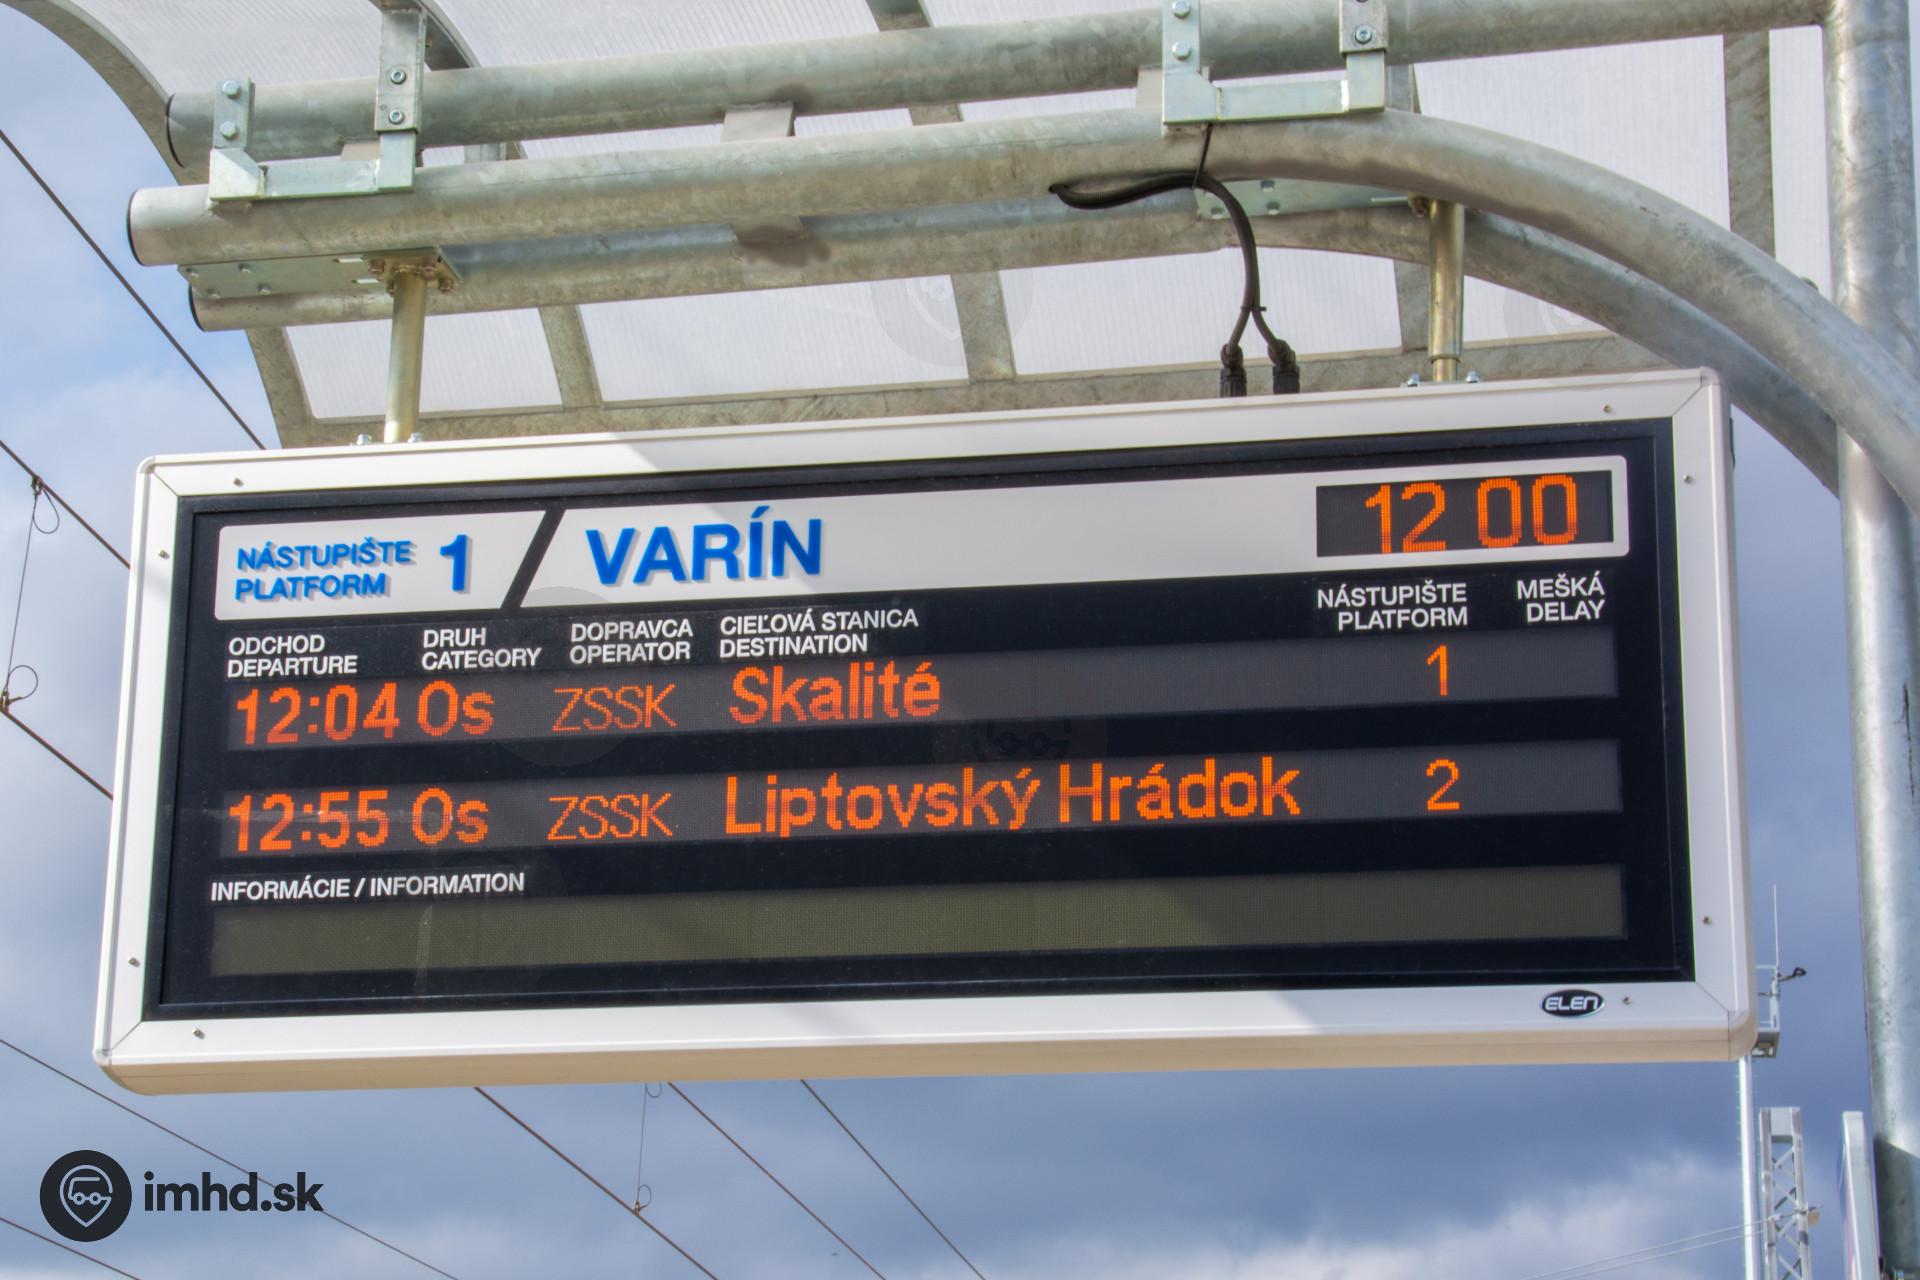 NÁSTUPIŠTE
PLATFORM
1
VARÍN
12 00
ODCHOD
DEPARTURE
DRUH
CATEGORY
DOPRAVCA
OPERATOR
CIEĽOVÁ STANICA
DESTINATION
NÁSTUPIŠTE
PLATFORM
MEŠKÁ
DELAY
12:04 Os ZSSK Skalité 1
12:55 Os ZSSK Liptovský Hrádok 2
INFORMÁCIE / INFORMATION
ELEN
imhd.sk